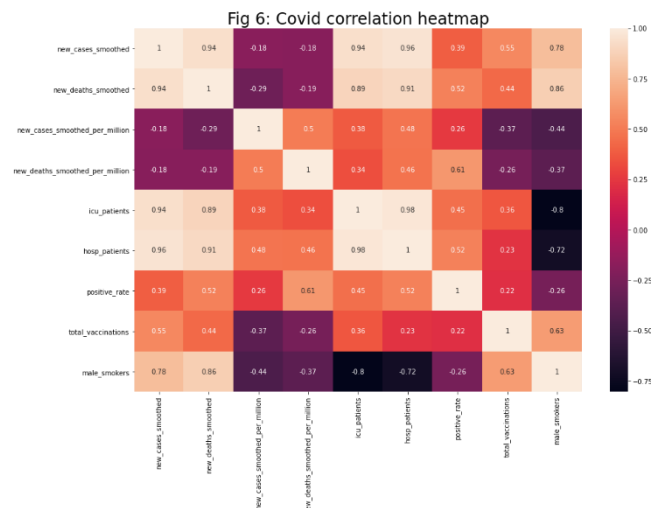 Fig 6: Covid correlation heatmap
new_cases_smoothed 1 0.94 -0.18 -0.18 0.94 0.96 0.39 0.55 0.78
new_deaths_smoothed 0.94 1 -0.29 -0.19 0.89 0.91 0.52 0.44 0.86
new_cases_smoothed_per_million -0.18 -0.29 1 0.5 0.38 0.48 0.26 -0.37 -0.44
new_deaths_smoothed_per_million -0.18 -0.19 0.5 1 0.34 0.46 0.61 -0.26 -0.37
icu_patients 0.94 0.89 0.38 0.34 1 0.98 0.45 0.36 -0.8
hosp_patients 0.96 0.91 0.48 0.46 0.98 1 0.52 0.23 -0.72
positive_rate 0.39 0.52 0.26 0.61 0.45 0.52 1 0.22 -0.26
total_vaccinations 0.55 0.44 -0.37 -0.26 0.36 0.23 0.22 1 0.63
male_smokers 0.78 0.86 -0.44 -0.37 -0.8 -0.72 -0.26 0.63 1
new_cases_smoothed
new_deaths_smoothed
ew_cases_smoothed_per_million
ew_deaths_smoothed_per_million
icu_patients
hosp_patients
positive_rate
total_vaccinations
male_smokers
1.00
0.75
0.50
0.25
0.00
-0.25
-0.50
-0.75